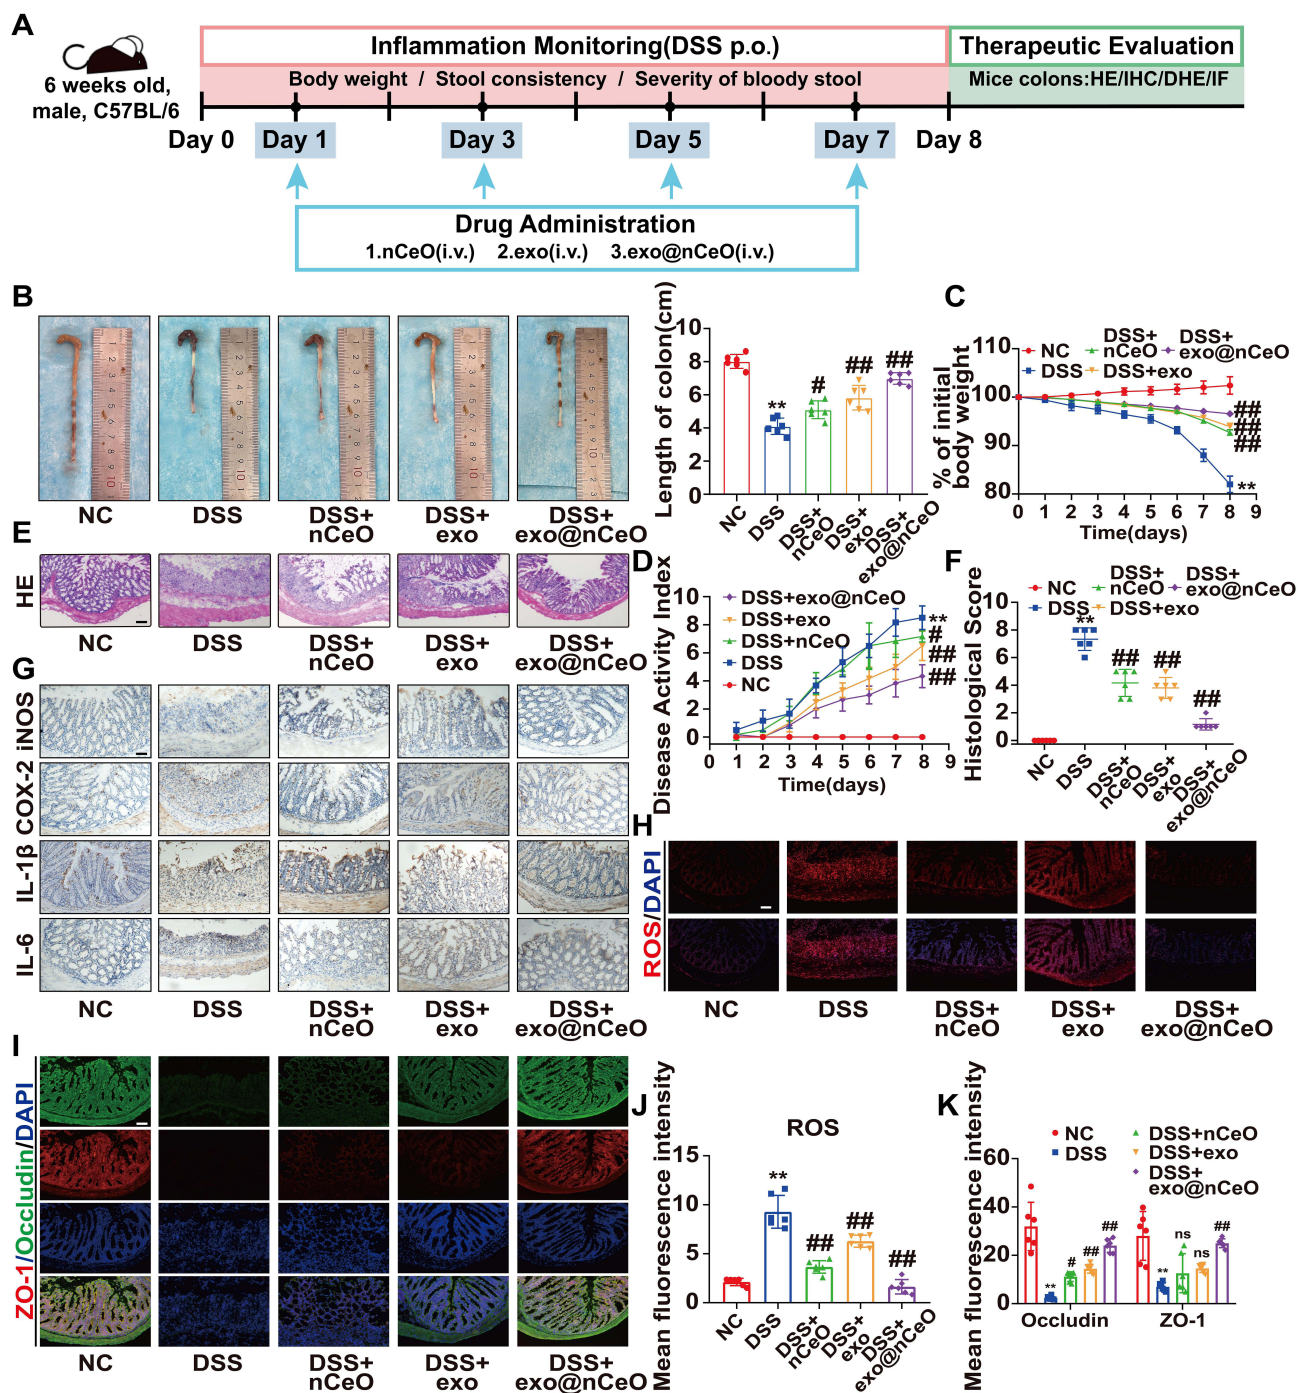 A
6 weeks old,
male, C57BL/6
Inflammation Monitoring(DSS p.o.)
Therapeutic Evaluation
Body weight / Stool consistency / Severity of bloody stool
Mice colons:HE/IHC/DHE/IF
Day 0
Day 1
Day 3
Day 5
Day 7
Day 8
Drug Administration
1.nCeO(i.v.) 2.exo(i.v.) 3.exo@nCeO(i.v.)
B
NC
DSS
DSS+
nCeO
DSS+
exo
DSS+
exo@nCeO
Length of colon(cm)
10
8
6
4
2
0
**
#
##
##
NC
DSS
DSS+
nCeO
DSS+
exo
DSS+
exo@nCeO
C
% of initial
body weight
110
100
90
80
NC
DSS
DSS+
nCeO
DSS+
exo@nCeO
DSS+exo
##
##
##
**
0 1 2 3 4 5 6 7 8 9
Time(days)
E
HE
NC
DSS
DSS+
nCeO
DSS+
exo
DSS+
exo@nCeO
D
Disease Activity Index
10
8
6
4
2
0
DSS+exo@nCeO
DSS+exo
DSS+nCeO
DSS
NC
**
#
##
##
0 1 2 3 4 5 6 7 8 9
Time(days)
F
Histological Score
10
8
6
4
2
0
DSS
DSS+
nCeO
DSS+
exo@nCeO
DSS+exo
**
##
##
##
NC
DSS
DSS+
nCeO
DSS+
exo
DSS+
exo@nCeO
G
iNOS
COX-2
IL-1β
IL-6
NC
DSS
DSS+
nCeO
DSS+
exo
DSS+
exo@nCeO
H
ROS/DAPI
NC
DSS
DSS+
nCeO
DSS+
exo
DSS+
exo@nCeO
I
ZO-1/Occludin/DAPI
NC
DSS
DSS+
nCeO
DSS+
exo
DSS+
exo@nCeO
J
ROS
Mean fluorescence intensity
15
10
5
0
**
##
##
##
NC
DSS
DSS+
nCeO
DSS+
exo
DSS+
exo@nCeO
K
Mean fluorescence intensity
60
40
20
0
NC
DSS
DSS+nCeO
DSS+exo
DSS+
exo@nCeO
**
#
##
##
**
ns
ns
##
Occludin
ZO-1